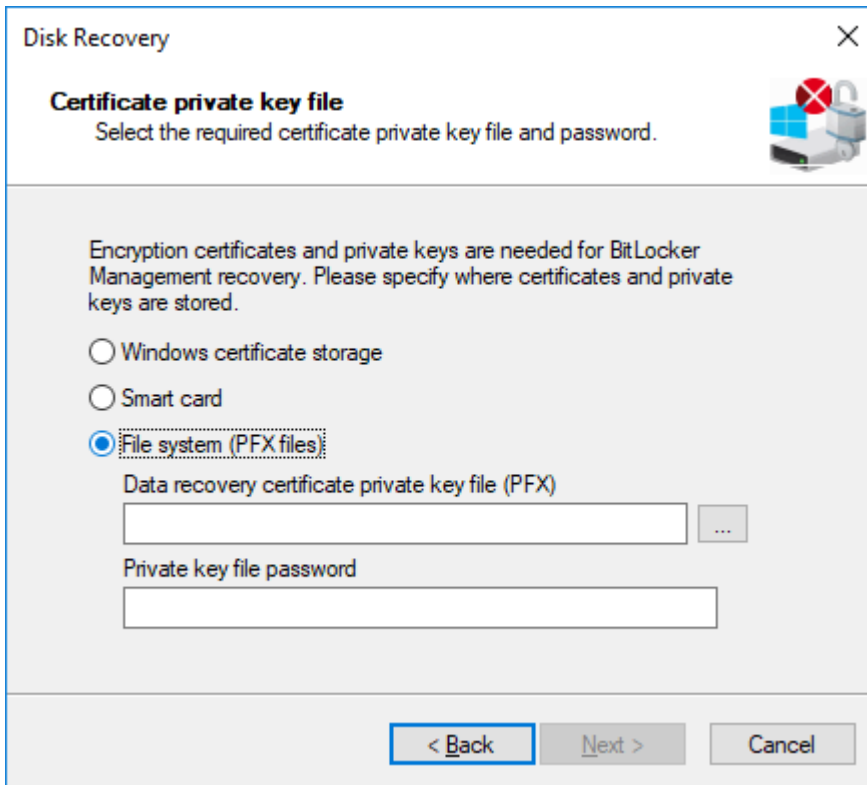 Disk Recovery
Certificate private key file
Select the required certificate private key file and password.
Encryption certificates and private keys are needed for BitLocker
Management recovery. Please specify where certificates and private
keys are stored.
Windows certificate storage
Smart card
File system (PFX files)
Data recovery certificate private key file (PFX)
...
Private key file password
< Back Next > Cancel